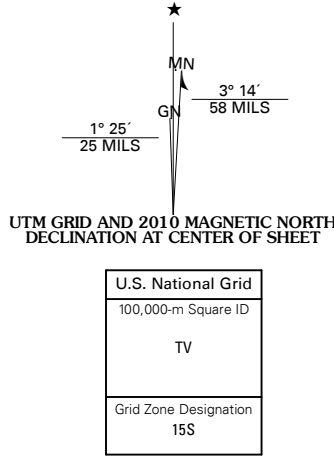 ★
MN
3° 14´
58 MILS
GN
1° 25´
25 MILS
UTM GRID AND 2010 MAGNETIC NORTH
DECLINATION AT CENTER OF SHEET
U.S. National Grid
100,000-m Square ID
TV
Grid Zone Designation
15S